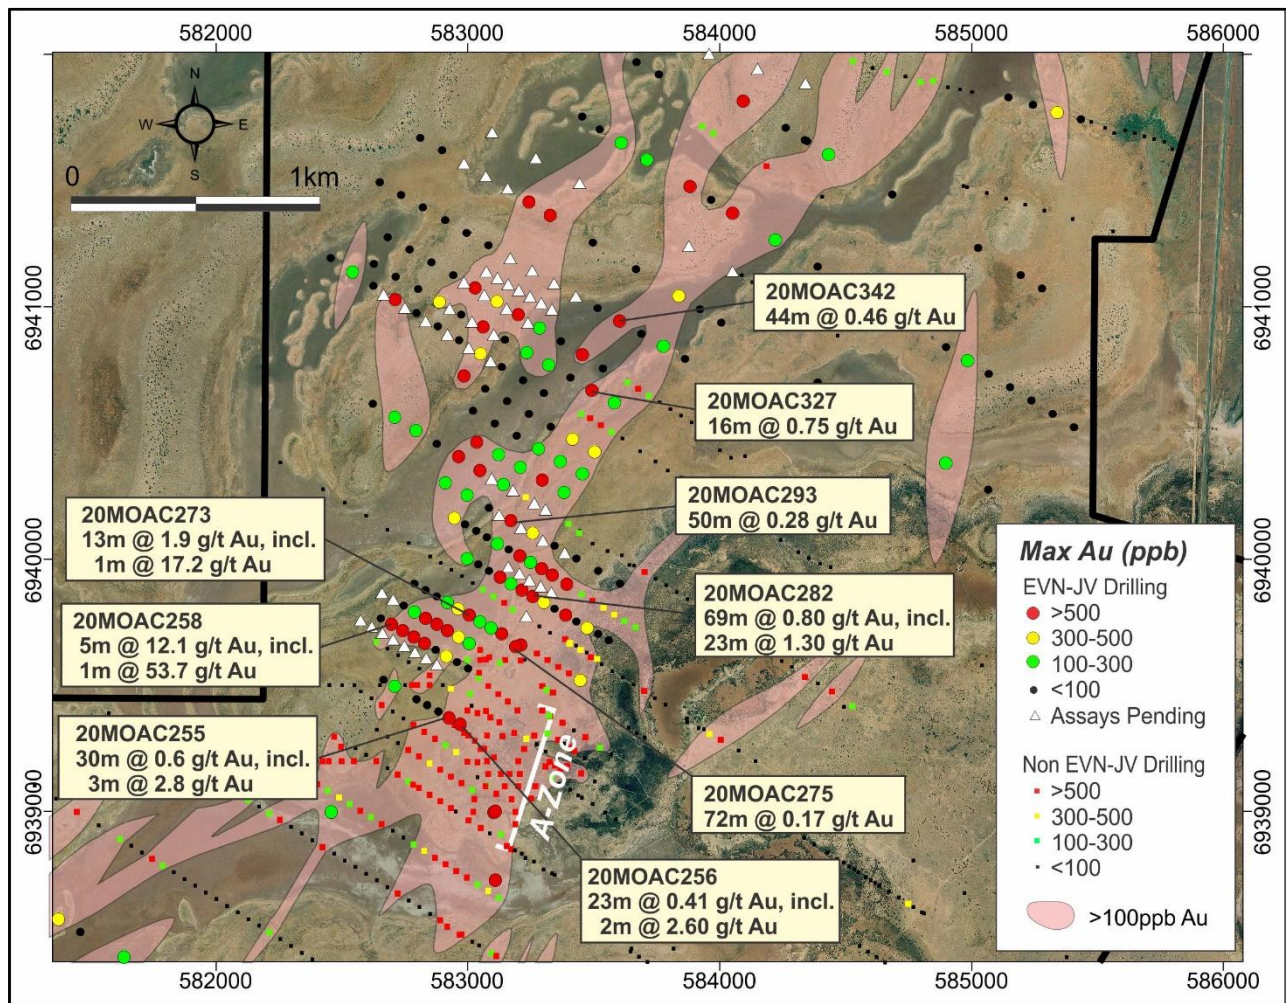 582000 583000 584000 585000 586000
N
W E
S
0 1km
6941000
6941000
20MOAC342
44m @ 0.46 g/t Au
20MOAC327
16m @ 0.75 g/t Au
20MOAC273
13m @ 1.9 g/t Au, incl.
1m @ 17.2 g/t Au
20MOAC293
50m @ 0.28 g/t Au
6940000
6940000
20MOAC258
5m @ 12.1 g/t Au, incl.
1m @ 53.7 g/t Au
20MOAC282
69m @ 0.80 g/t Au, incl.
23m @ 1.30 g/t Au
20MOAC255
30m @ 0.6 g/t Au, incl.
3m @ 2.8 g/t Au
A-Zone
20MOAC275
72m @ 0.17 g/t Au
20MOAC256
23m @ 0.41 g/t Au, incl.
2m @ 2.60 g/t Au
6939000
6939000
Max Au (ppb)
EVN-JV Drilling
>500
300-500
100-300
<100
Assays Pending
Non EVN-JV Drilling
>500
300-500
100-300
<100
>100ppb Au
582000 583000 584000 585000 586000